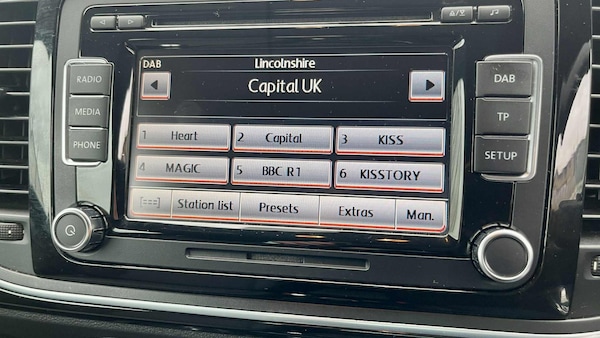 DAB Lincolnshire
Capital UK
RADIO
MEDIA
PHONE
1 Heart 2 Capital 3 KISS
4 MAGIC 5 BBC R1 6 KISSTORY
Station list Presets Extras Man.
DAB
TP
SETUP